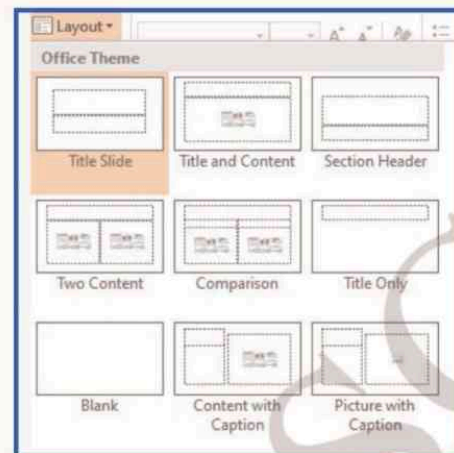 Layout
Office Theme
Title Slide
Title and Content
Section Header
Two Content
Comparison
Title Only
Blank
Content with
Caption
Picture with
Caption